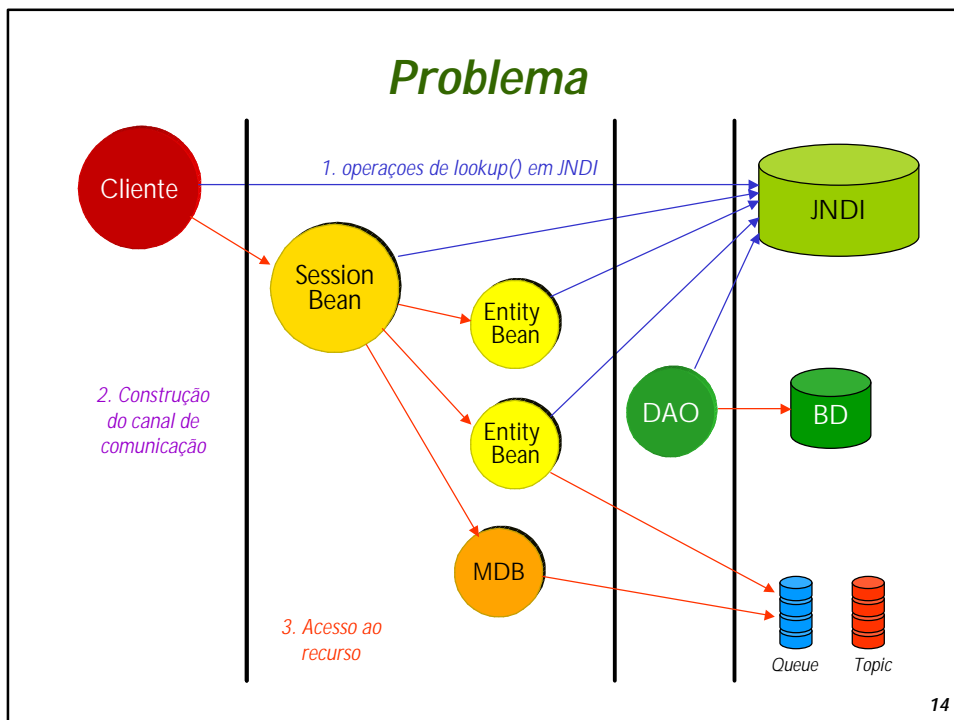 Problema
1. operaçoes de lookup() em JNDI
Cliente
JNDI
Session
Bean
Entity
Bean
2. Construção
do canal de
comunicação
Entity
Bean
DAO
BD
MDB
3. Acesso ao
recurso
Queue
Topic
14